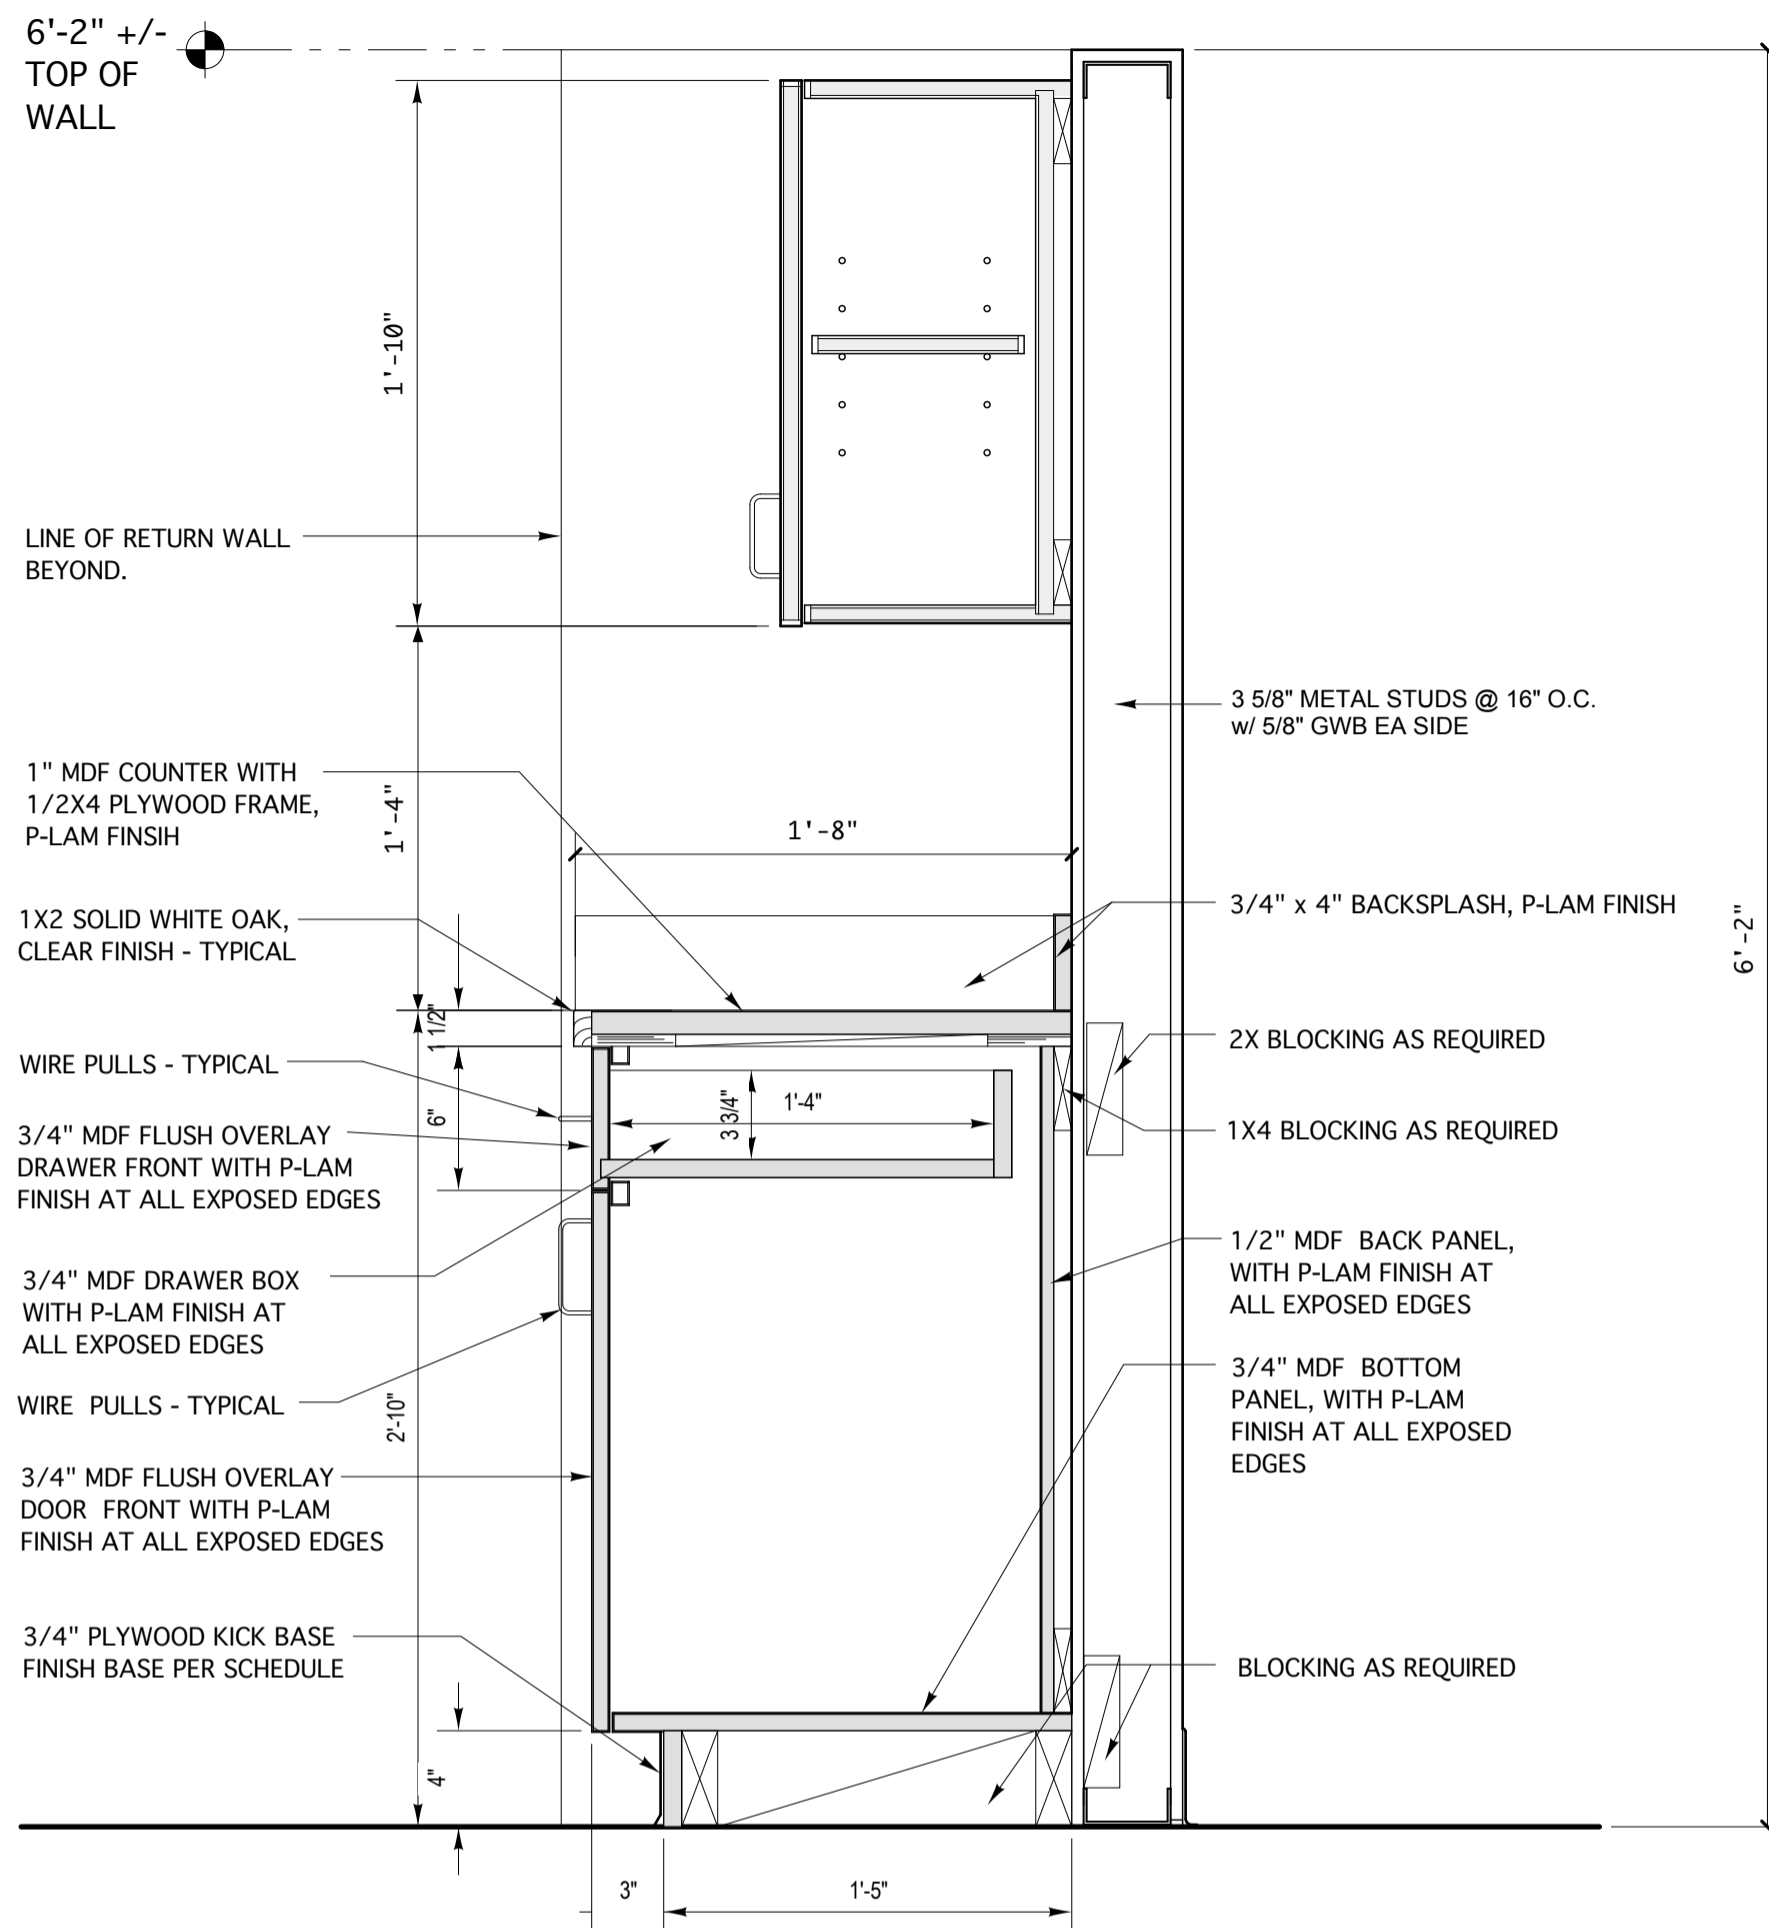 6'-2" +/-
TOP OF
WALL
1'-10"
LINE OF RETURN WALL
BEYOND.
3 5/8" METAL STUDS @ 16" O.C.
w/ 5/8" GWB EA SIDE
1" MDF COUNTER WITH
1/2X4 PLYWOOD FRAME,
P-LAM FINSIH
1'-4"
1'-8"
3/4" x 4" BACKSPLASH, P-LAM FINISH
6'-2"
1X2 SOLID WHITE OAK,
CLEAR FINISH - TYPICAL
1 1/2"
2X BLOCKING AS REQUIRED
WIRE PULLS - TYPICAL
6"
3 3/4"
1'-4"
1X4 BLOCKING AS REQUIRED
3/4" MDF FLUSH OVERLAY
DRAWER FRONT WITH P-LAM
FINISH AT ALL EXPOSED EDGES
1/2" MDF BACK PANEL,
WITH P-LAM FINISH AT
ALL EXPOSED EDGES
3/4" MDF DRAWER BOX
WITH P-LAM FINISH AT
ALL EXPOSED EDGES
3/4" MDF BOTTOM
PANEL, WITH P-LAM
FINISH AT ALL EXPOSED
EDGES
WIRE PULLS - TYPICAL
2'-10"
3/4" MDF FLUSH OVERLAY
DOOR FRONT WITH P-LAM
FINISH AT ALL EXPOSED EDGES
3/4" PLYWOOD KICK BASE
FINISH BASE PER SCHEDULE
BLOCKING AS REQUIRED
4"
3"
1'-5"